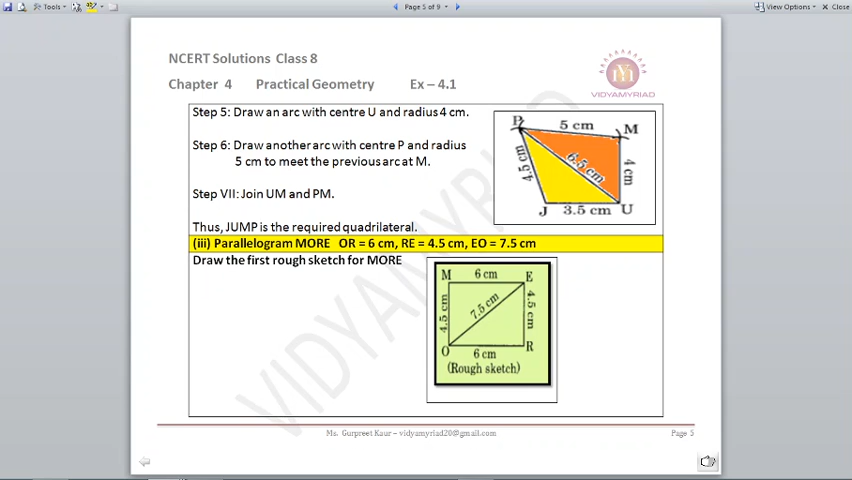 Tools
Page 5 of 9
View Options
Close
NCERT Solutions Class 8
Chapter 4 Practical Geometry Ex – 4.1
VIDYAMYRIAD
Step 5: Draw an arc with centre U and radius 4 cm.
Step 6: Draw another arc with centre P and radius
5 cm to meet the previous arc at M.
Step VII: Join UM and PM.
Thus, JUMP is the required quadrilateral.
P
5 cm
M
4.5 cm
6.5 cm
4 cm
J
3.5 cm
U
(iii) Parallelogram MORE OR = 6 cm, RE = 4.5 cm, EO = 7.5 cm
Draw the first rough sketch for MORE
M
6 cm
E
4.5 cm
7.5 cm
4.5 cm
O
6 cm
R
(Rough sketch)
VIDYAMYRIAD
Ms. Gurpreet Kaur – vidyamyriad20@gmail.com
Page 5